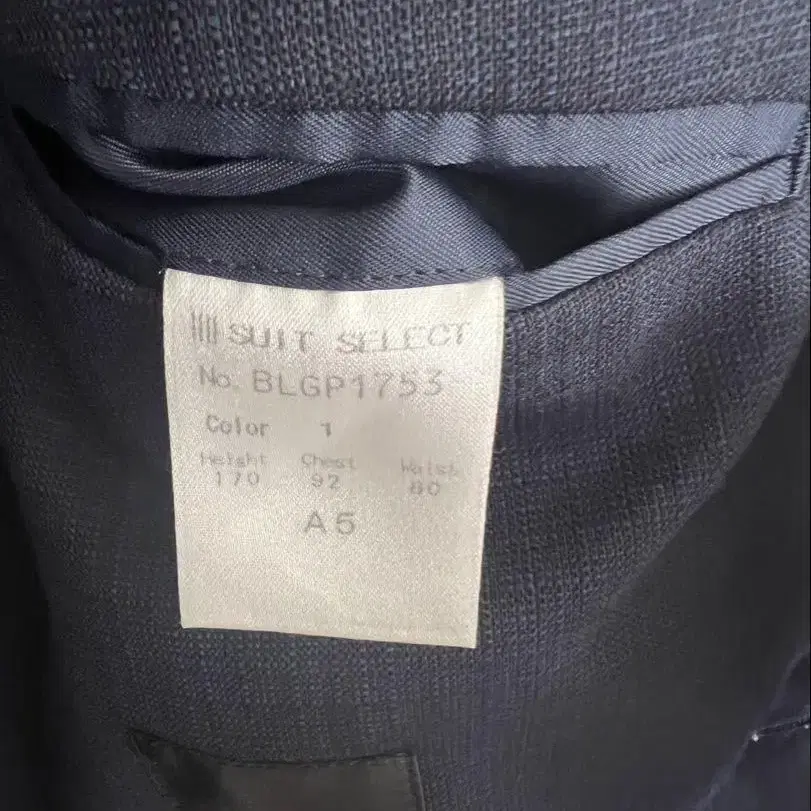 SUIT SELECT
No. BLGP1753
Color 1
Height Chest Waist
170 92 80
A5